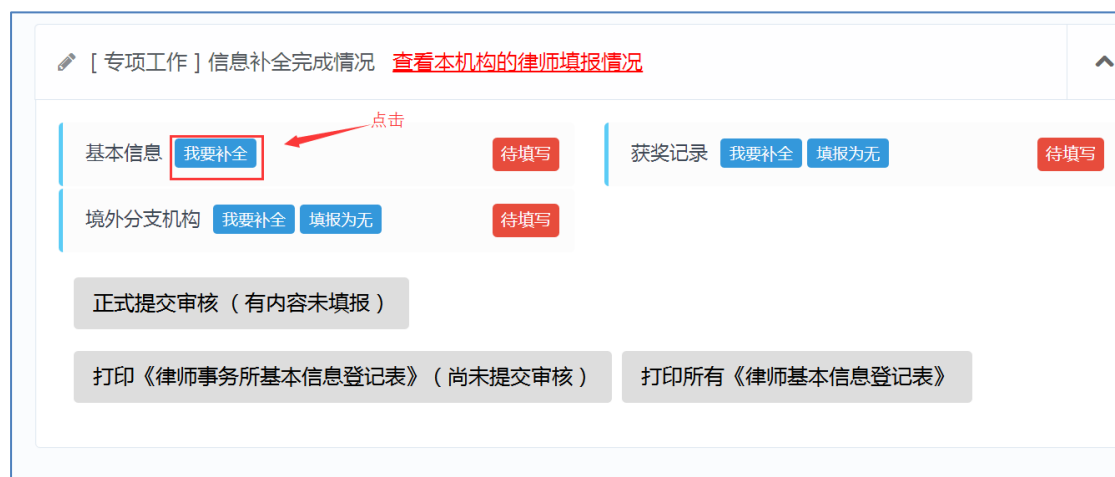 [ 专项工作 ] 信息补全完成情况 查看本机构的律师填报情况
点击
基本信息 我要补全 待填写
获奖记录 我要补全 填报为无 待填写
境外分支机构 我要补全 填报为无 待填写
正式提交审核 （ 有内容未填报 ）
打印《律师事务所基本信息登记表》（ 尚未提交审核 ）
打印所有《律师基本信息登记表》